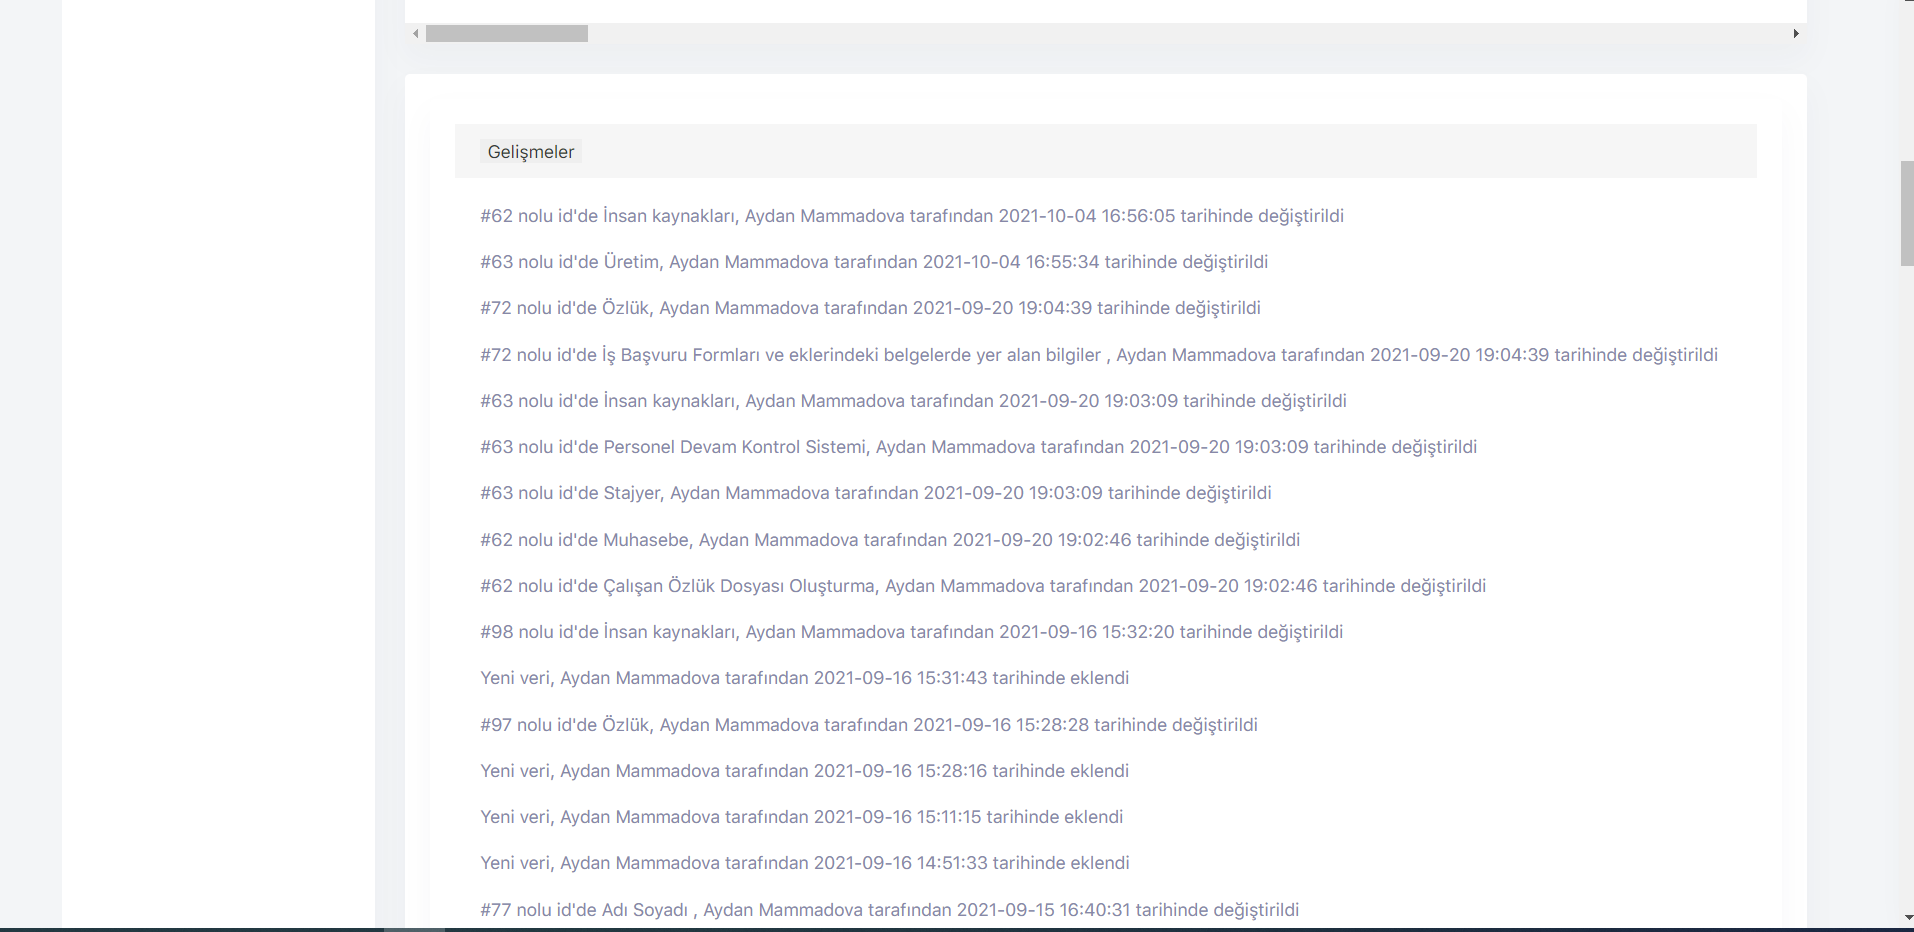 Gelişmeler
#62 nolu id'de İnsan kaynakları, Aydan Mammadova tarafından 2021-10-04 16:56:05 tarihinde değiştirildi
#63 nolu id'de Üretim, Aydan Mammadova tarafından 2021-10-04 16:55:34 tarihinde değiştirildi
#72 nolu id'de Özlük, Aydan Mammadova tarafından 2021-09-20 19:04:39 tarihinde değiştirildi
#72 nolu id'de İş Başvuru Formları ve eklerindeki belgelerde yer alan bilgiler , Aydan Mammadova tarafından 2021-09-20 19:04:39 tarihinde değiştirildi
#63 nolu id'de İnsan kaynakları, Aydan Mammadova tarafından 2021-09-20 19:03:09 tarihinde değiştirildi
#63 nolu id'de Personel Devam Kontrol Sistemi, Aydan Mammadova tarafından 2021-09-20 19:03:09 tarihinde değiştirildi
#63 nolu id'de Stajyer, Aydan Mammadova tarafından 2021-09-20 19:03:09 tarihinde değiştirildi
#62 nolu id'de Muhasebe, Aydan Mammadova tarafından 2021-09-20 19:02:46 tarihinde değiştirildi
#62 nolu id'de Çalışan Özlük Dosyası Oluşturma, Aydan Mammadova tarafından 2021-09-20 19:02:46 tarihinde değiştirildi
#98 nolu id'de İnsan kaynakları, Aydan Mammadova tarafından 2021-09-16 15:32:20 tarihinde değiştirildi
Yeni veri, Aydan Mammadova tarafından 2021-09-16 15:31:43 tarihinde eklendi
#97 nolu id'de Özlük, Aydan Mammadova tarafından 2021-09-16 15:28:28 tarihinde değiştirildi
Yeni veri, Aydan Mammadova tarafından 2021-09-16 15:28:16 tarihinde eklendi
Yeni veri, Aydan Mammadova tarafından 2021-09-16 15:11:15 tarihinde eklendi
Yeni veri, Aydan Mammadova tarafından 2021-09-16 14:51:33 tarihinde eklendi
#77 nolu id'de Adı Soyadı , Aydan Mammadova tarafından 2021-09-15 16:40:31 tarihinde değiştirildi